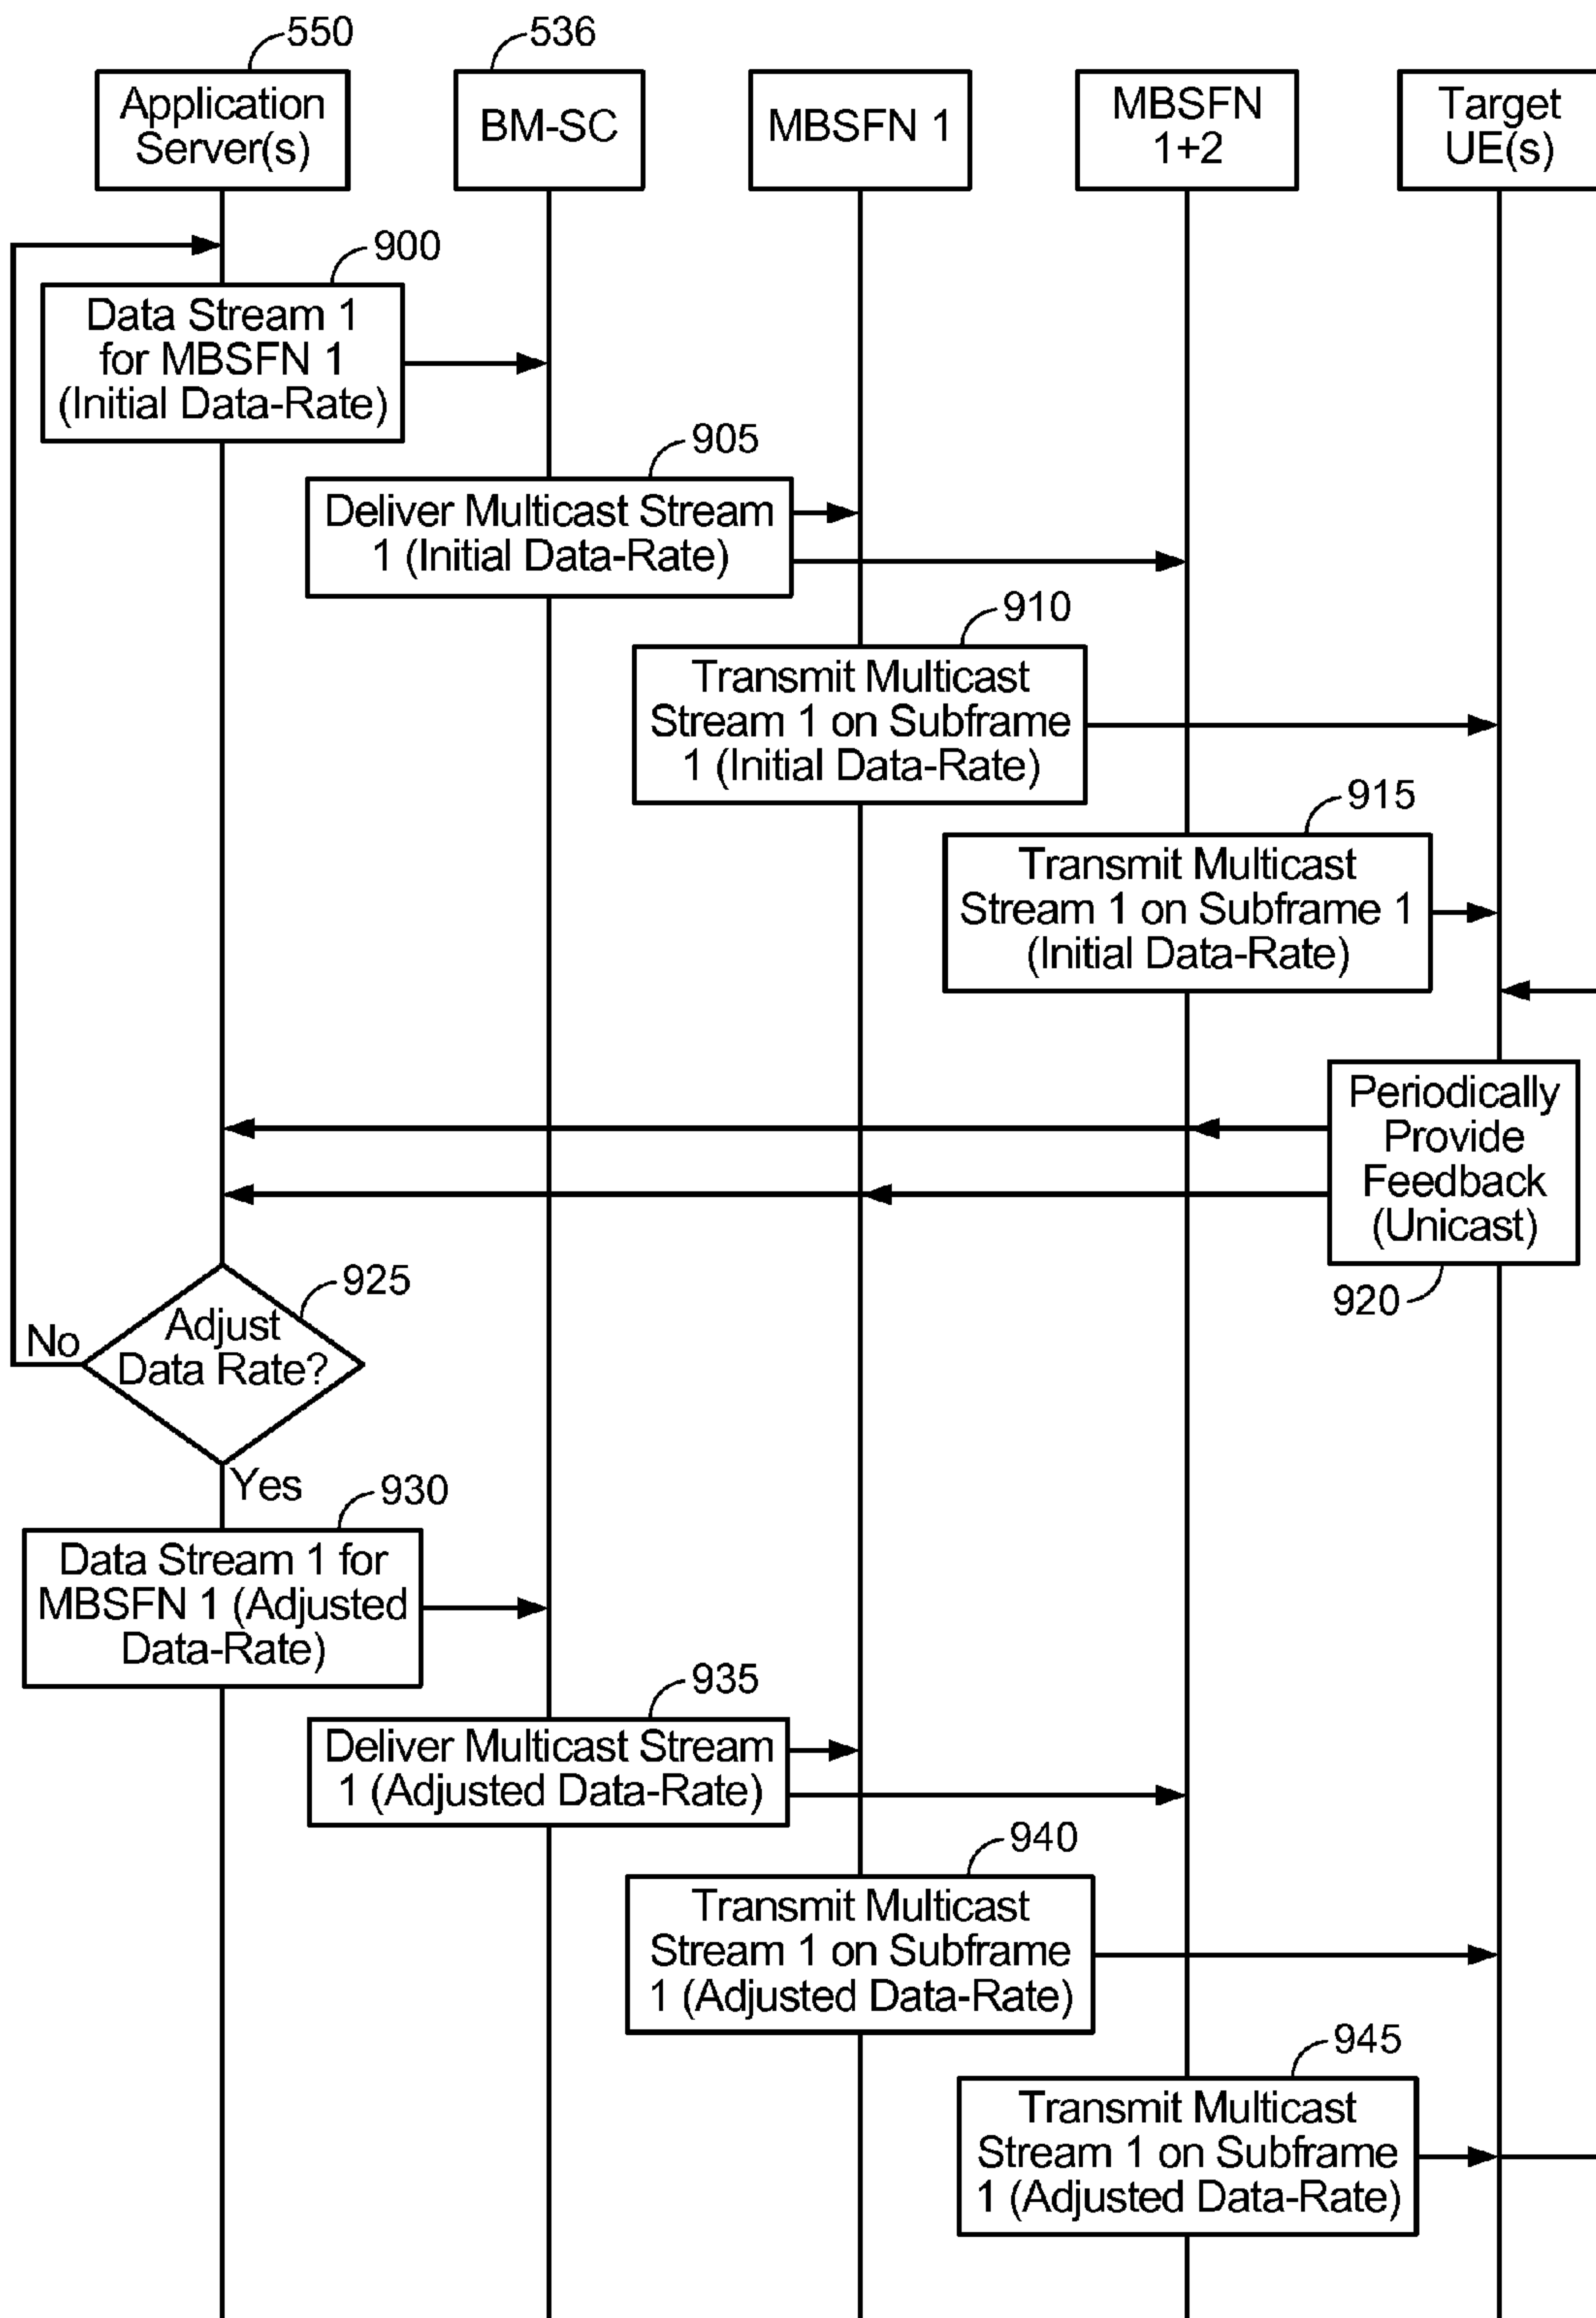 550
536
Application
Server(s)
BM-SC
MBSFN 1
MBSFN
1+2
Target
UE(s)
900
Data Stream 1
for MBSFN 1
(Initial Data-Rate)
905
Deliver Multicast Stream
1 (Initial Data-Rate)
910
Transmit Multicast
Stream 1 on Subframe
1 (Initial Data-Rate)
915
Transmit Multicast
Stream 1 on Subframe 1
(Initial Data-Rate)
Periodically
Provide
Feedback
(Unicast)
920
925
Adjust
Data Rate?
No
Yes
930
Data Stream 1 for
MBSFN 1 (Adjusted
Data-Rate)
935
Deliver Multicast Stream
1 (Adjusted Data-Rate)
940
Transmit Multicast
Stream 1 on Subframe
1 (Adjusted Data-Rate)
945
Transmit Multicast
Stream 1 on Subframe
1 (Adjusted Data-Rate)